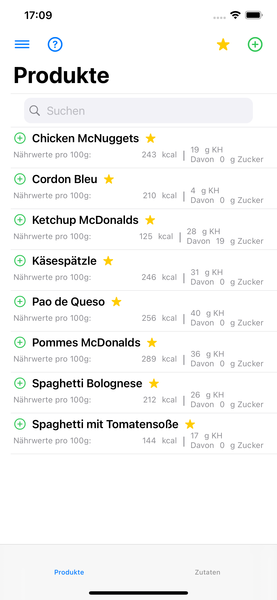 17:09
?
Produkte
Suchen
Chicken McNuggets
Nährwerte pro 100g: 243 kcal 19 g KH
Davon 0 g Zucker
Cordon Bleu
Nährwerte pro 100g: 210 kcal 4 g KH
Davon 0 g Zucker
Ketchup McDonalds
Nährwerte pro 100g: 125 kcal 28 g KH
Davon 19 g Zucker
Käsespätzle
Nährwerte pro 100g: 246 kcal 31 g KH
Davon 0 g Zucker
Pao de Queso
Nährwerte pro 100g: 256 kcal 40 g KH
Davon 0 g Zucker
Pommes McDonalds
Nährwerte pro 100g: 289 kcal 36 g KH
Davon 0 g Zucker
Spaghetti Bolognese
Nährwerte pro 100g: 212 kcal 26 g KH
Davon 0 g Zucker
Spaghetti mit Tomatensoße
Nährwerte pro 100g: 144 kcal 17 g KH
Davon 0 g Zucker
Produkte Zutaten